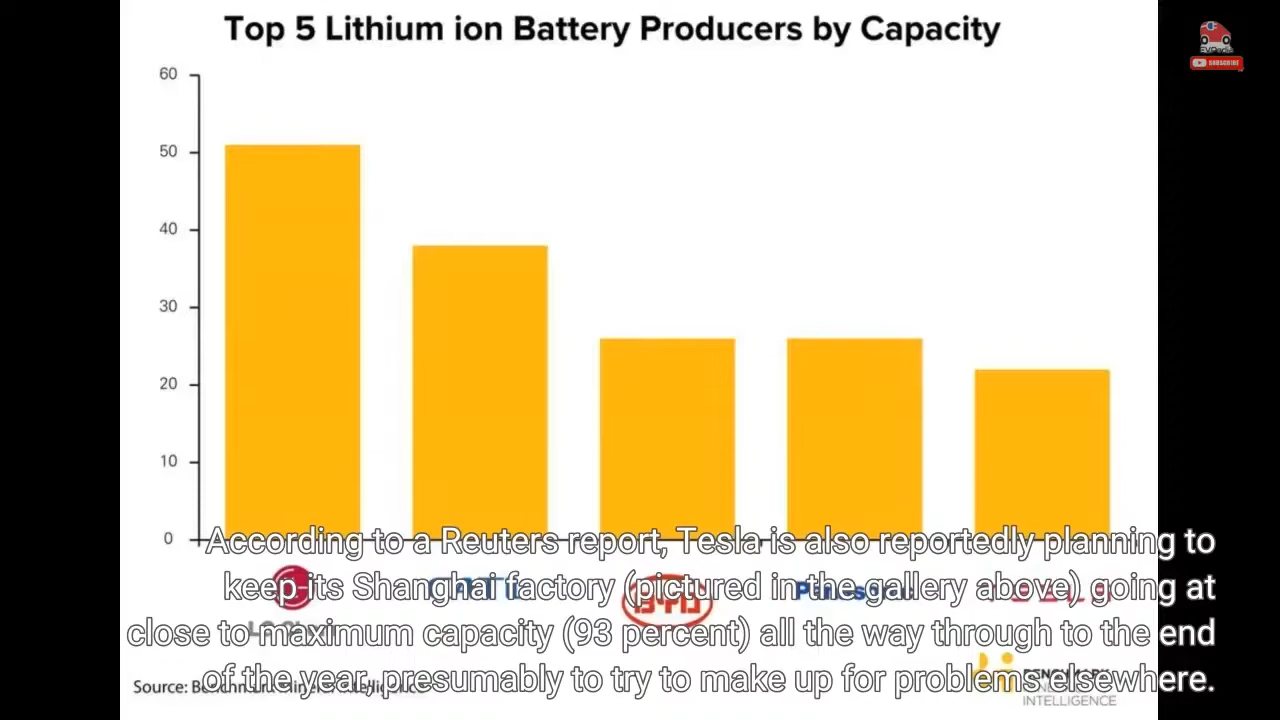 Top 5 Lithium ion Battery Producers by Capacity
SUBSCRIBE
60
50
40
30
20
10
0
According to a Reuters report, Tesla is also reportedly planning to
keep its Shanghai factory (pictured in the gallery above) going at
close to maximum capacity (93 percent) all the way through to the end
of the year, presumably to try to make up for problems elsewhere.
BYD
Source:
INTELLIGENCE